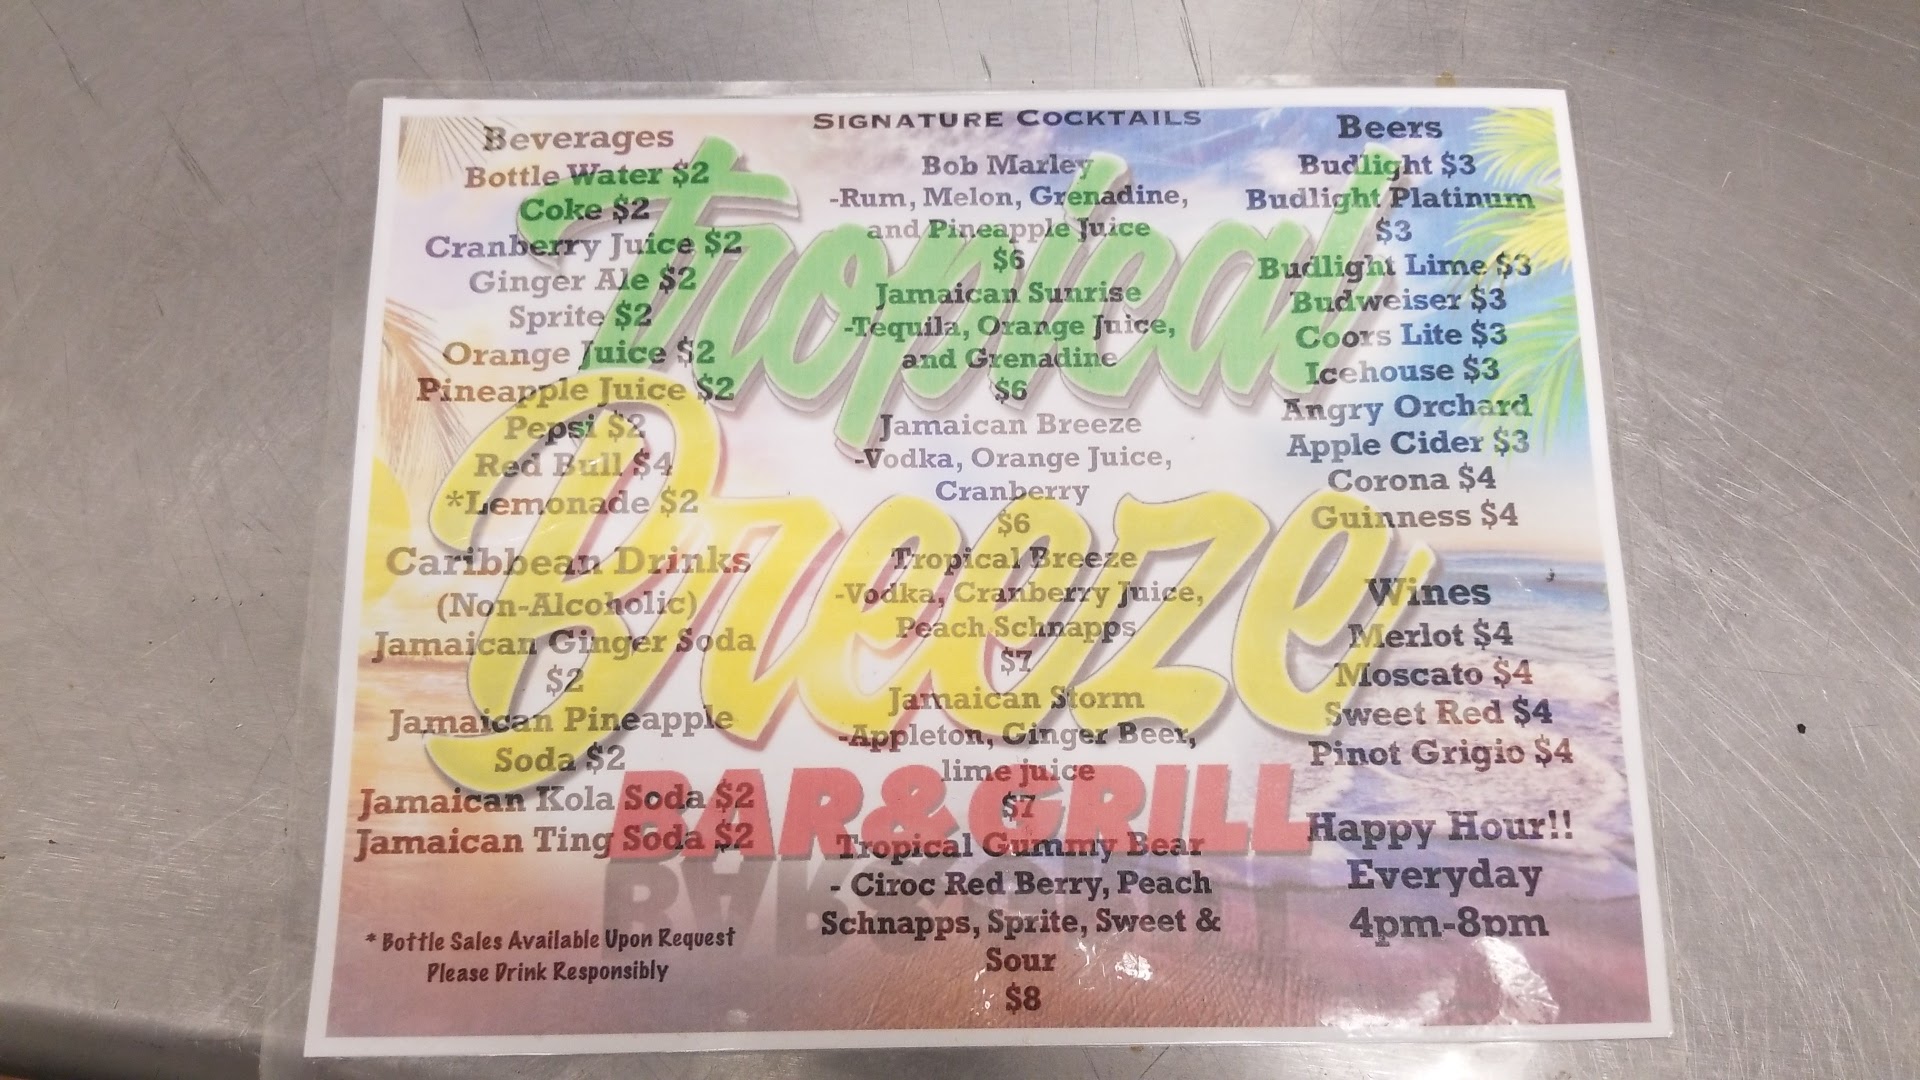 Beverages
Bottle Water $2
Coke $2
Cranberry Juice $2
Ginger Ale $2
Sprite $2
Orange Juice $2
Pineapple Juice $2
Pepsi $2
Red Bull $4
*Lemonade $2
Caribbean Drinks
(Non-Alcoholic)
Jamaican Ginger Soda
$2
Jamaican Pineapple
Soda $2
Jamaican Kola Soda $2
Jamaican Ting Soda $2
* Bottle Sales Available Upon Request
Please Drink Responsibly
Signature Cocktails
Bob Marley
-Rum, Melon, Grenadine,
and Pineapple Juice
$6
Jamaican Sunrise
-Tequila, Orange Juice,
and Grenadine
$6
Jamaican Breeze
-Vodka, Orange Juice,
Cranberry
$6
Tropical Breeze
-Vodka, Cranberry Juice,
Peach Schnapps
$7
Jamaican Storm
-Appleton, Ginger Beer,
lime juice
$7
Tropical Gummy Bear
- Ciroc Red Berry, Peach
Schnapps, Sprite, Sweet &
Sour
$8
Beers
Budlight $3
Budlight Platinum
$3
Budlight Lime $3
Budweiser $3
Coors Lite $3
Icehouse $3
Angry Orchard
Apple Cider $3
Corona $4
Guinness $4
Wines
Merlot $4
Moscato $4
Sweet Red $4
Pinot Grigio $4
Happy Hour!!
Everyday
4pm-8pm
Tropical
Breeze
BAR & GRILL